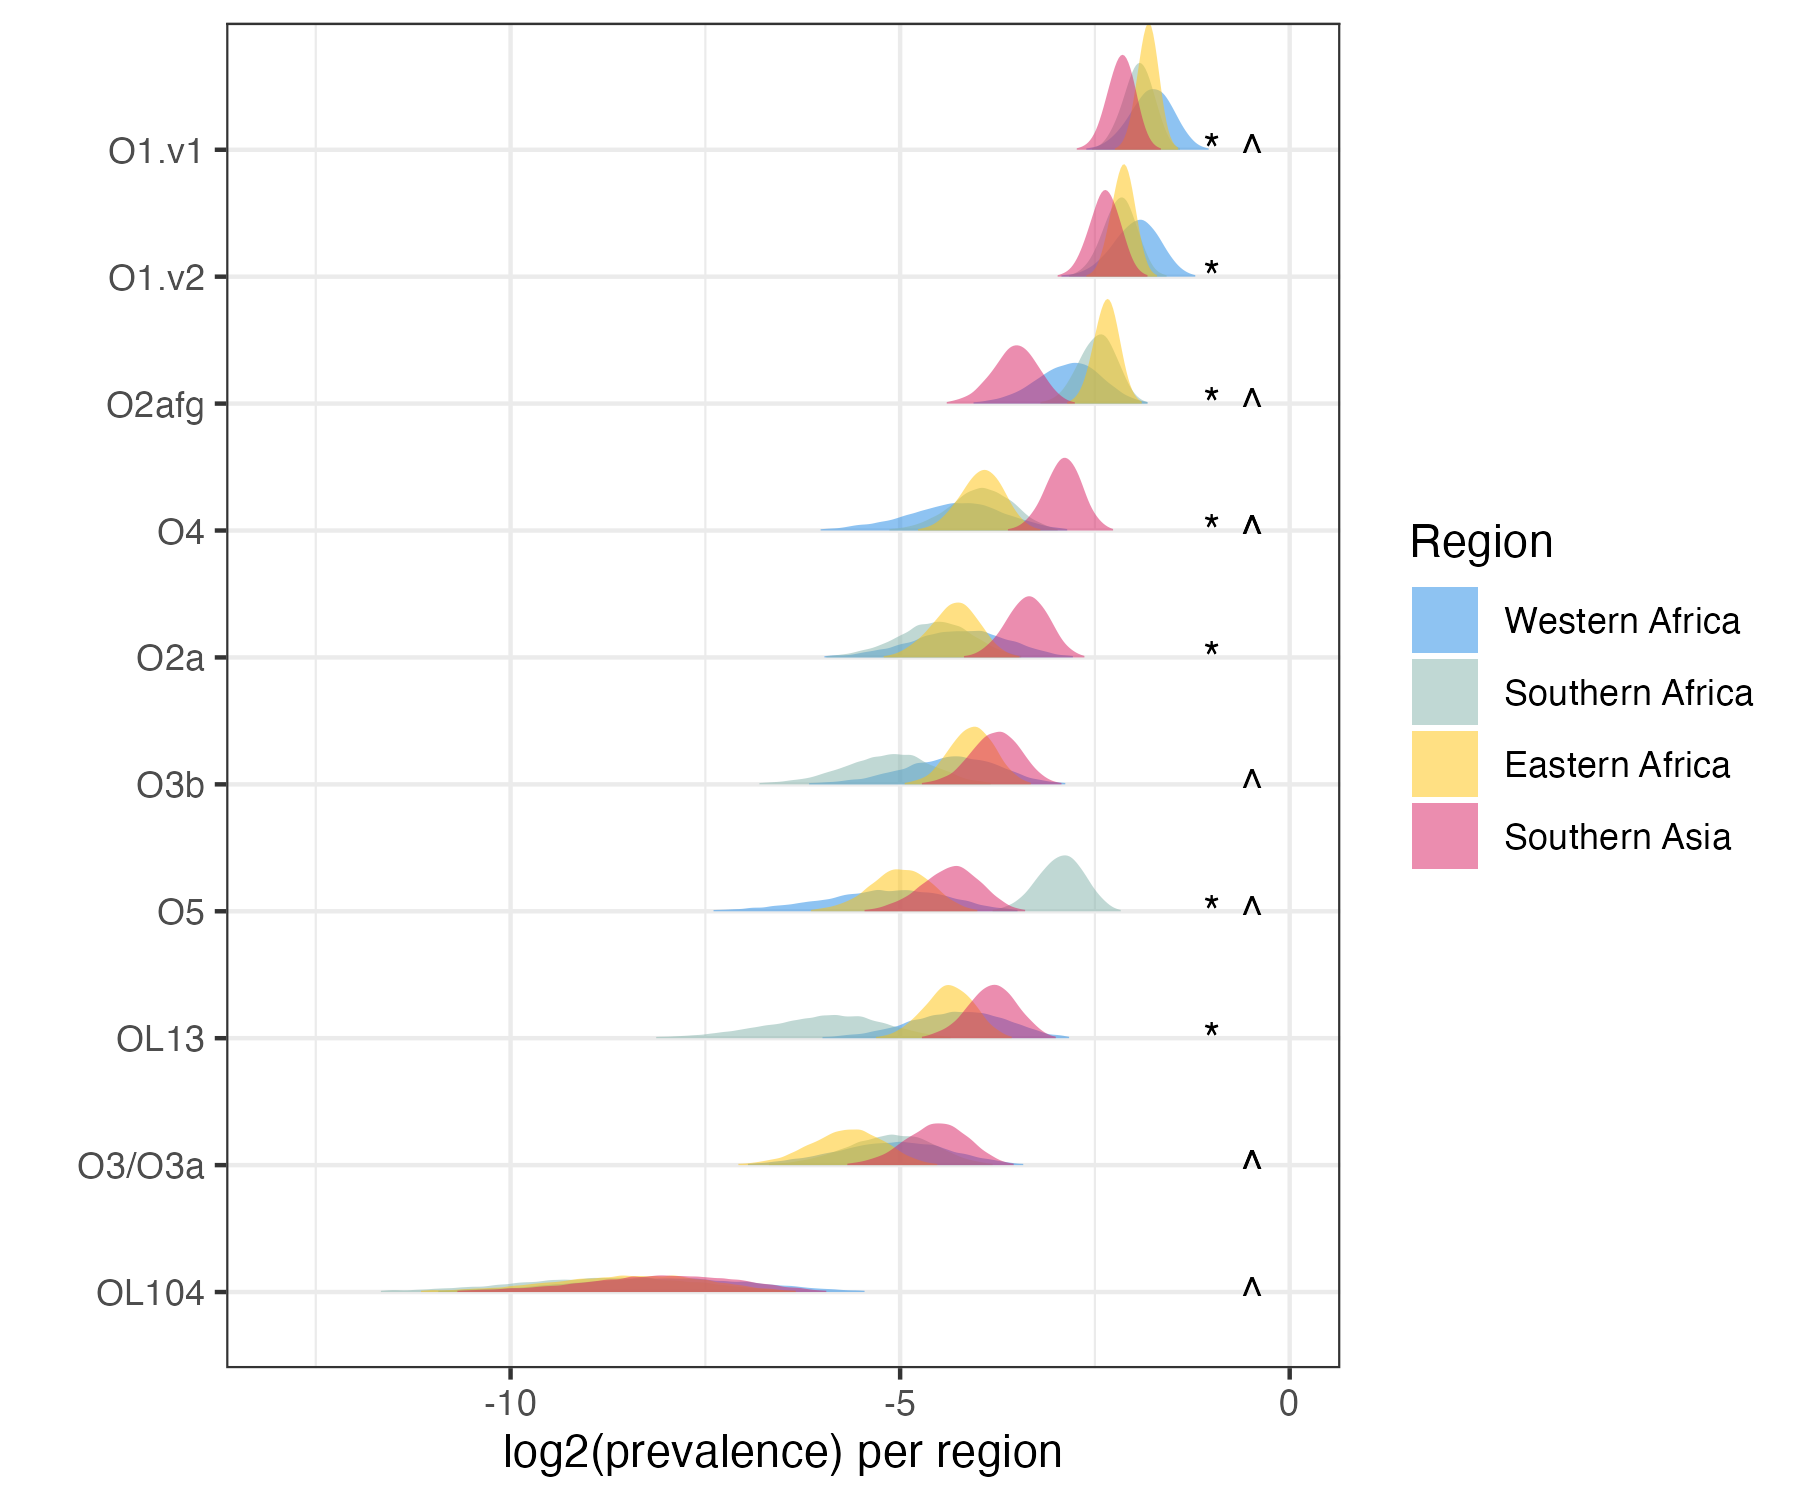 O1.v1 * ^
O1.v2 *
O2afg * ^
O4 * ^
O2a *
O3b ^
O5 * ^
OL13 *
O3/O3a ^
OL104 ^
-10 -5 0
log2(prevalence) per region
Region
Western Africa
Southern Africa
Eastern Africa
Southern Asia